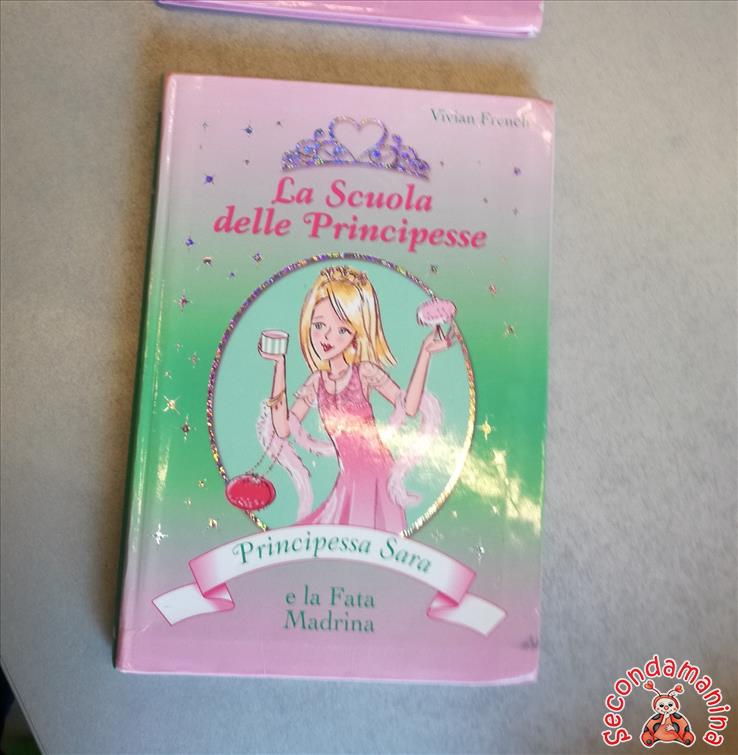 Vivian French
La Scuola
delle Principesse
Principessa Sara
e la Fata
Madrina
secondamanina